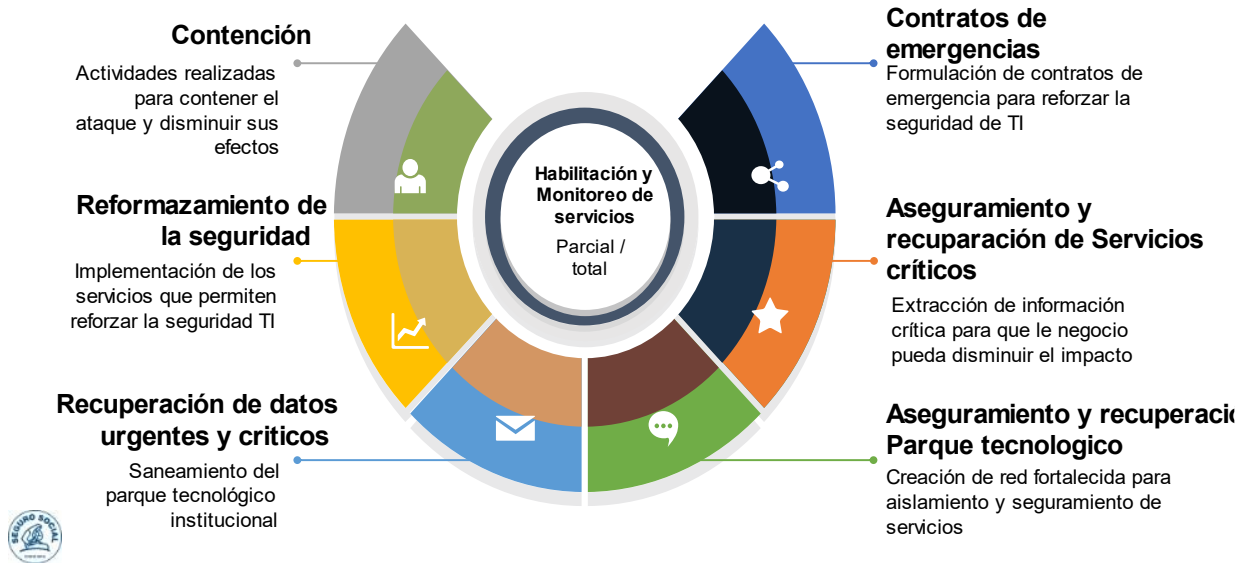 Contención
Actividades realizadas
para contener el
ataque y disminuir sus
efectos
Reformazamiento de
la seguridad
Implementación de los
servicios que permiten
reforzar la seguridad TI
Recuperación de datos
urgentes y criticos
Saneamiento del
parque tecnológico
institucional
Habilitación y
Monitoreo de
servicios
Parcial /
total
Contratos de
emergencias
Formulación de contratos de
emergencia para reforzar la
seguridad de TI
Aseguramiento y
recuparación de Servicios
críticos
Extracción de información
crítica para que le negocio
pueda disminuir el impacto
Aseguramiento y recuperació
Parque tecnologico
Creación de red fortalecida para
aislamiento y seguramiento de
servicios
SEGURO SOCIAL